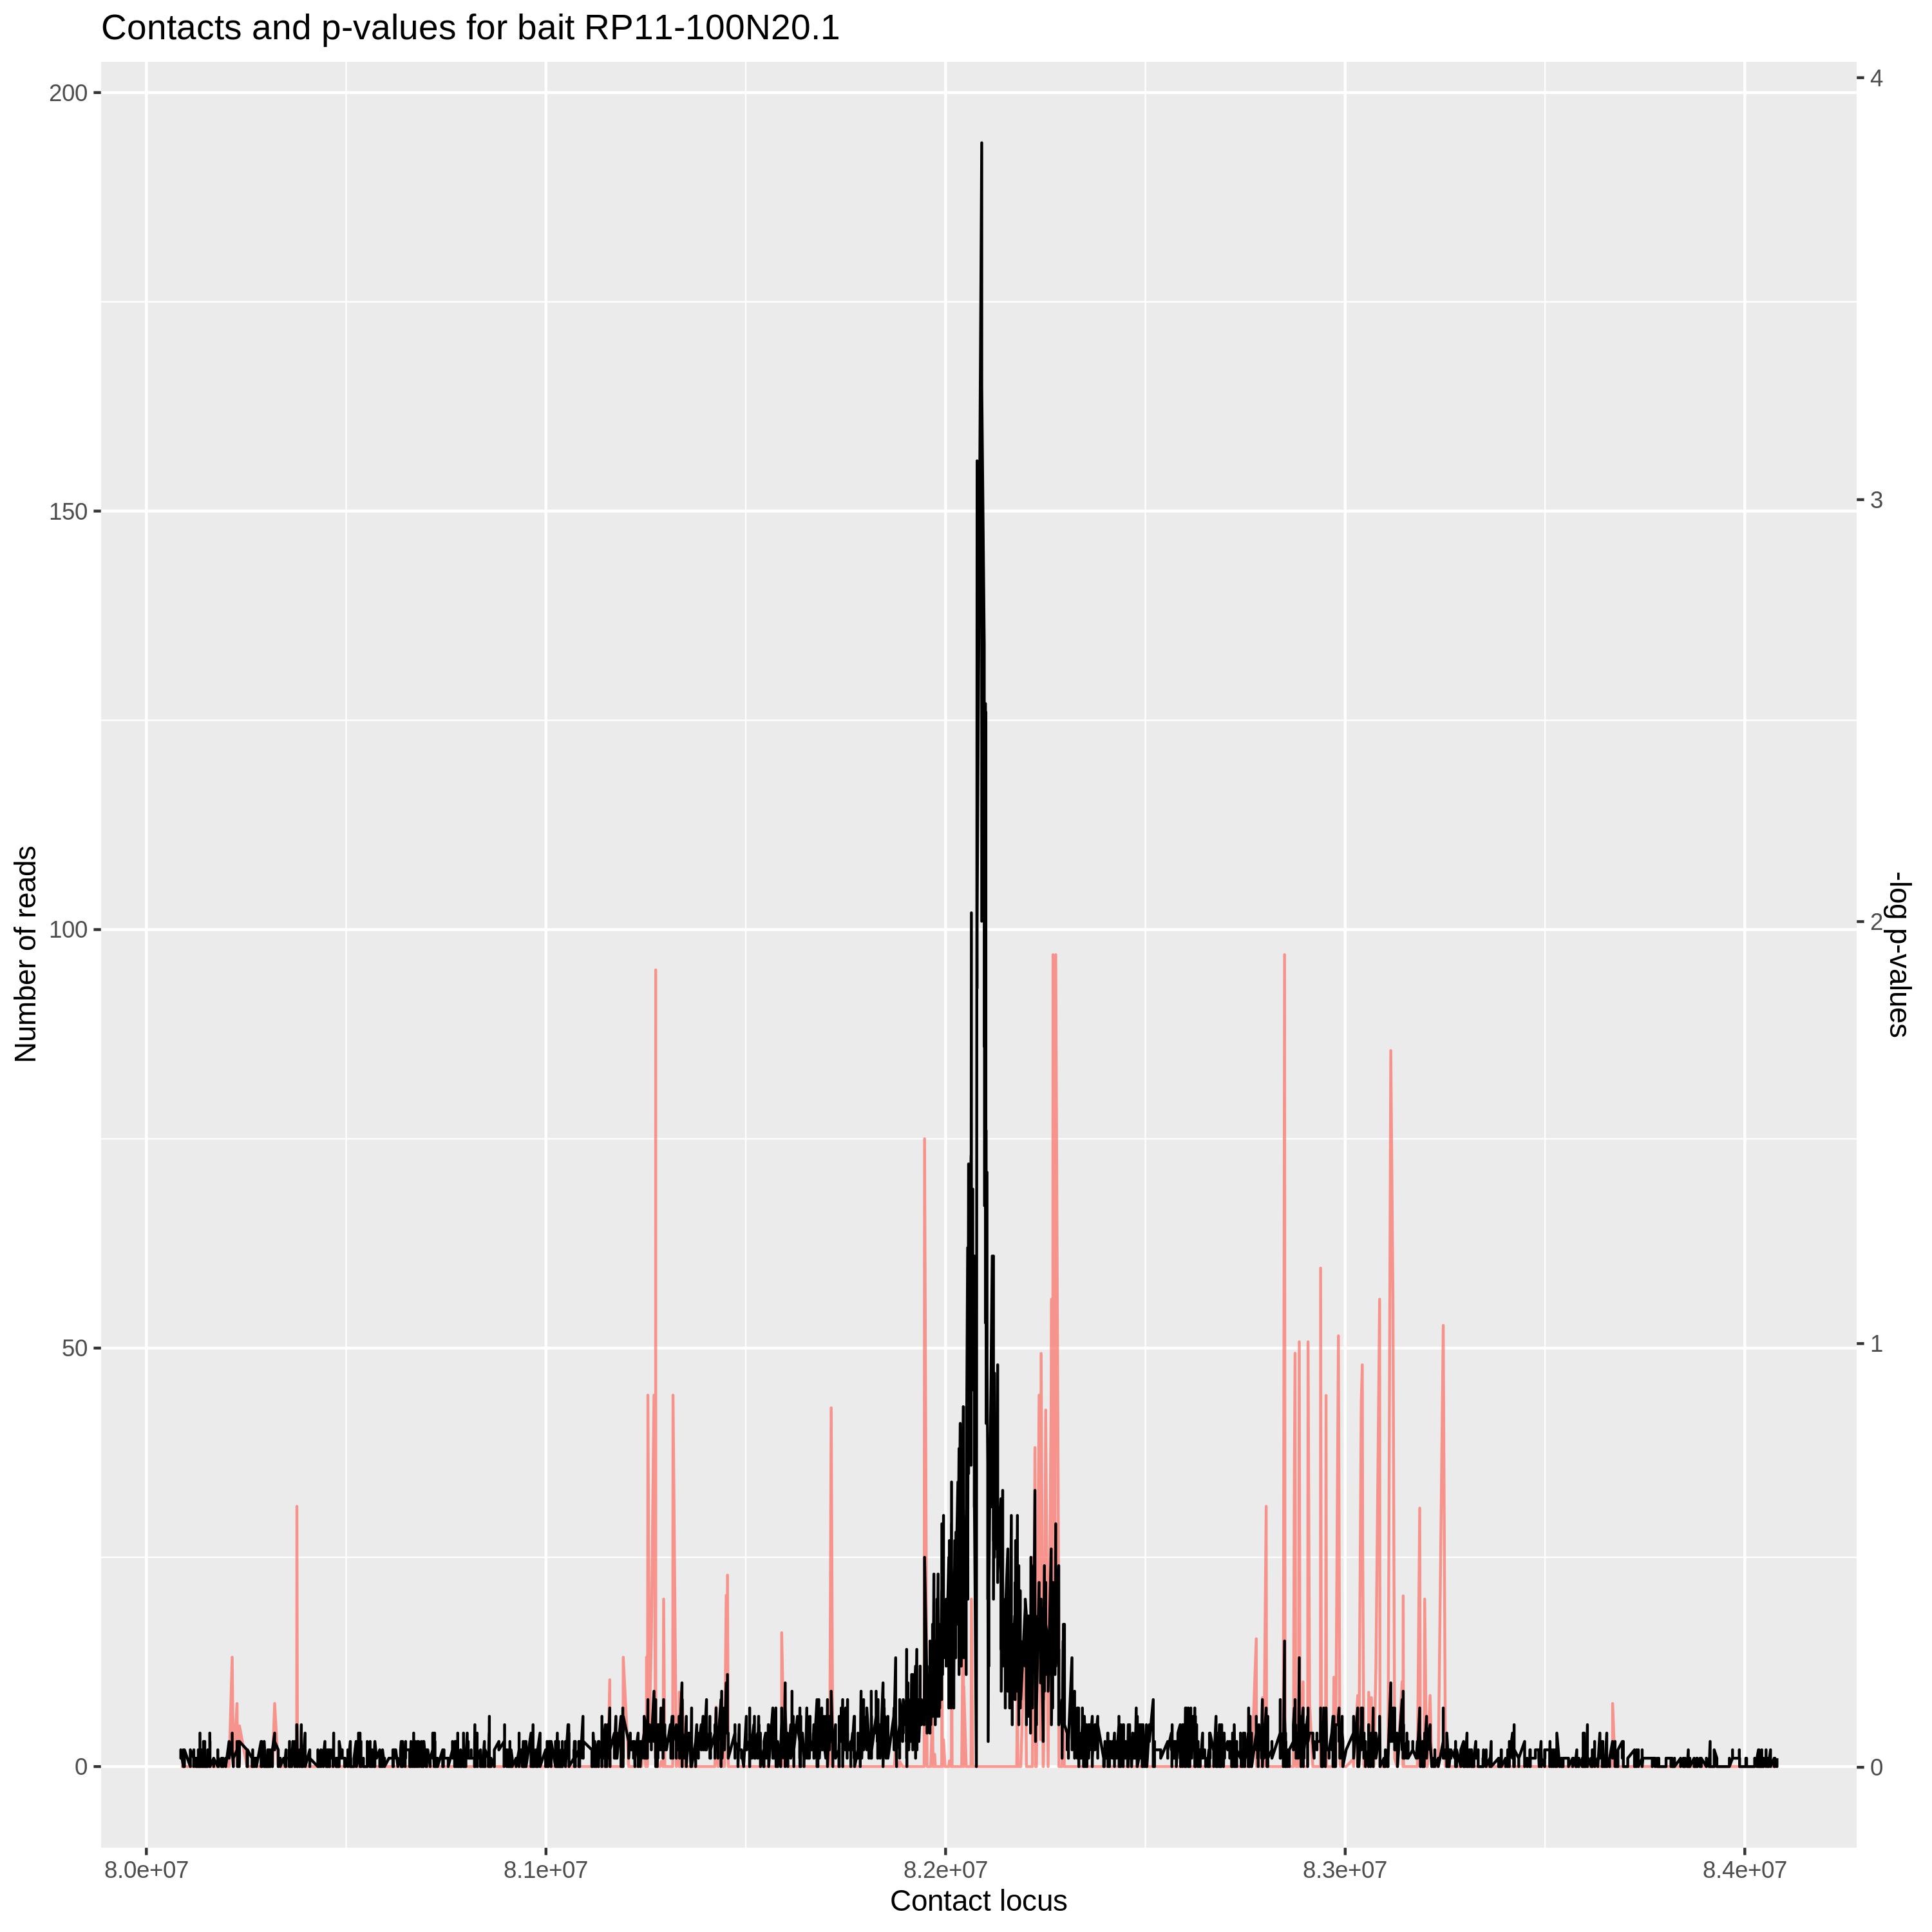 Contacts and p-values for bait RP11-100N20.1
200
150
100
50
0
4
3
2
1
0
Number of reads
-log p-values
8.0e+07
8.1e+07
8.2e+07
8.3e+07
8.4e+07
Contact locus